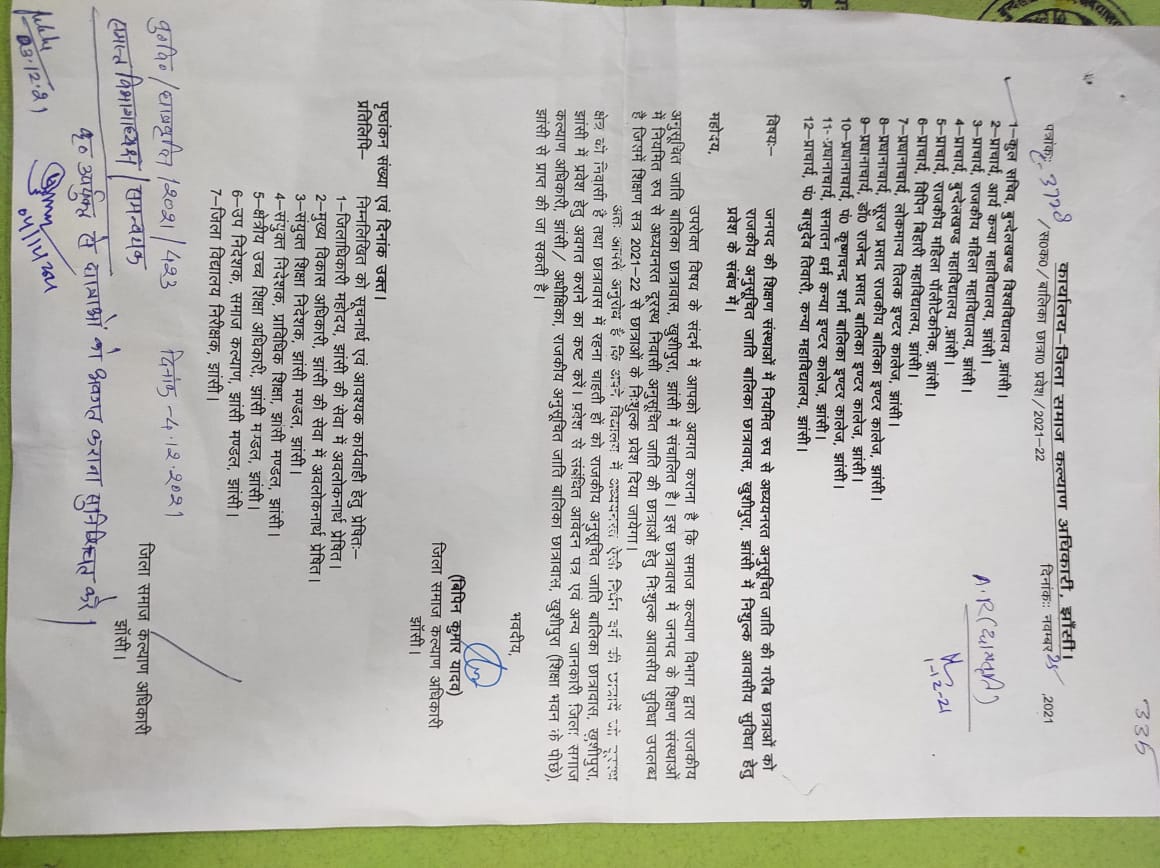 335
कार्यालय–जिला समाज कल्याण अधिकारी, झाँसी।
पत्रांकः- 3778 /स0क0/बालिका छात्रा0 प्रवेश/2021–22 दिनांकः नवम्बर 25 ,2021
1–कुल सचिव, बुन्देलखण्ड विश्वविद्यालय झांसी।
2–प्राचार्य, आर्य कन्या महाविद्यालय, झांसी।
3–प्राचार्य, राजकीय महिला महाविद्यालय, झांसी।
4–प्राचार्य, बुन्देलखण्ड महाविद्यालय ,झांसी।
5–प्राचार्य, राजकीय महिला पॉलीटेकनिक, झांसी।
6–प्राचार्य, विपिन बिहारी महाविद्यालय, झांसी।
7–प्रधानाचार्य, लोकमान्य तिलक इण्टर कालेज, झांसी।
8–प्रधानाचार्य, सुरज प्रसाद राजकीय बालिका इण्टर कालेज, झांसी।
9–प्रधानाचार्य, डॉ0 राजेन्द्र प्रसाद बालिका इण्टर कालेज, झांसी।
10–प्रधानाचार्य, पं0 कृष्णचन्द शर्मा बालिका इण्टर कालेज, झांसी।
11–प्रधानाचार्य, सनातन धर्म कन्या इण्टर कालेज, झांसी।
12–प्राचार्य, पं0 वासुदेव तिवारी, कन्या महाविद्यालय, झांसी।
A.R
1-12-21
विषयः– जनपद की शिक्षण संस्थाओं में नियमित रुप से अध्ययनरत अनुसूचित जाति की गरीब छात्राओं को
राजकीय अनुसूचित जाति बालिका छात्रावास, खुशीपुरा, झांसी में निशुल्क आवासीय सुविधा हेतु
प्रवेश के संबंध में।
महोदय,
उपरोक्त विषय के संदर्भ में आपको अवगत कराना है कि समाज कल्याण विभाग द्वारा राजकीय
अनुसूचित जाति बालिका छात्रावास, खुशीपुरा, झांसी में संचालित है। इस छात्रावास में जनपद के शिक्षण संस्थाओं
में नियमित रुप से अध्ययनरत दूरस्थ निवासी अनुसूचित जाति की छात्राओं हेतु निःशुल्क आवासीय सुविधा उपलब्ध
है जिसमें शिक्षण सत्र 2021–22 से छात्राओं के निःशुल्क प्रवेश दिया जायेगा।
अतः आपसे अनुरोध है कि अपने विद्यालय में अध्ययनरत ऐसी निर्धन वर्ग की छात्रायें जो दूरस्थ
क्षेत्र की निवासी है तथा छात्रावास में रहना चाहती हों को राजकीय अनुसूचित जाति बालिका छात्रावास, खुशीपुरा,
झांसी में प्रवेश हेतु अवगत कराने का कष्ट करें। प्रवेश से संबंधित आवेदन पत्र एवं अन्य जानकारी जिला समाज
कल्याण अधिकारी, झांसी/ अधीक्षिका, राजकीय अनुसूचित जाति बालिका छात्रावास, खुशीपुरा (शिक्षा भवन के पीछे),
झांसी से प्राप्त की जा सकती है।
भवदीय,
(बिपिन कुमार यादव)
जिला समाज कल्याण अधिकारी
झाँसी।
पृष्ठांकन संख्या एवं दिनांक उक्त।
प्रतिलिपि– निम्नलिखित को सूचनार्थ एवं आवश्यक कार्यवाही हेतु प्रेषितः–
1–जिलाधिकारी महोदय, झांसी की सेवा में अवलोकनार्थ प्रेषित।
2–मुख्य विकास अधिकारी, झांसी की सेवा में अवलोकनार्थ प्रेषित।
3–संयुक्त शिक्षा निदेशक, झांसी मण्डल, झांसी।
4–संयुक्त निदेशक, प्राविधिक शिक्षा, झांसी मण्डल, झांसी।
5–क्षेत्रीय उच्च शिक्षा अधिकारी, झांसी मण्डल, झांसी।
6–उप निदेशक, समाज कल्याण, झांसी मण्डल, झांसी।
7–जिला विद्यालय निरीक्षक, झांसी।
जिला समाज कल्याण अधिकारी
झॉंसी।
/2021/423 दिनांक -4.12.2021
समस्त विभागाध्यक्ष/समन्वयक
कृ0 उपर्युक्त से छात्राओं को अवगत कराना सुनिश्चित करें।
03.12.21